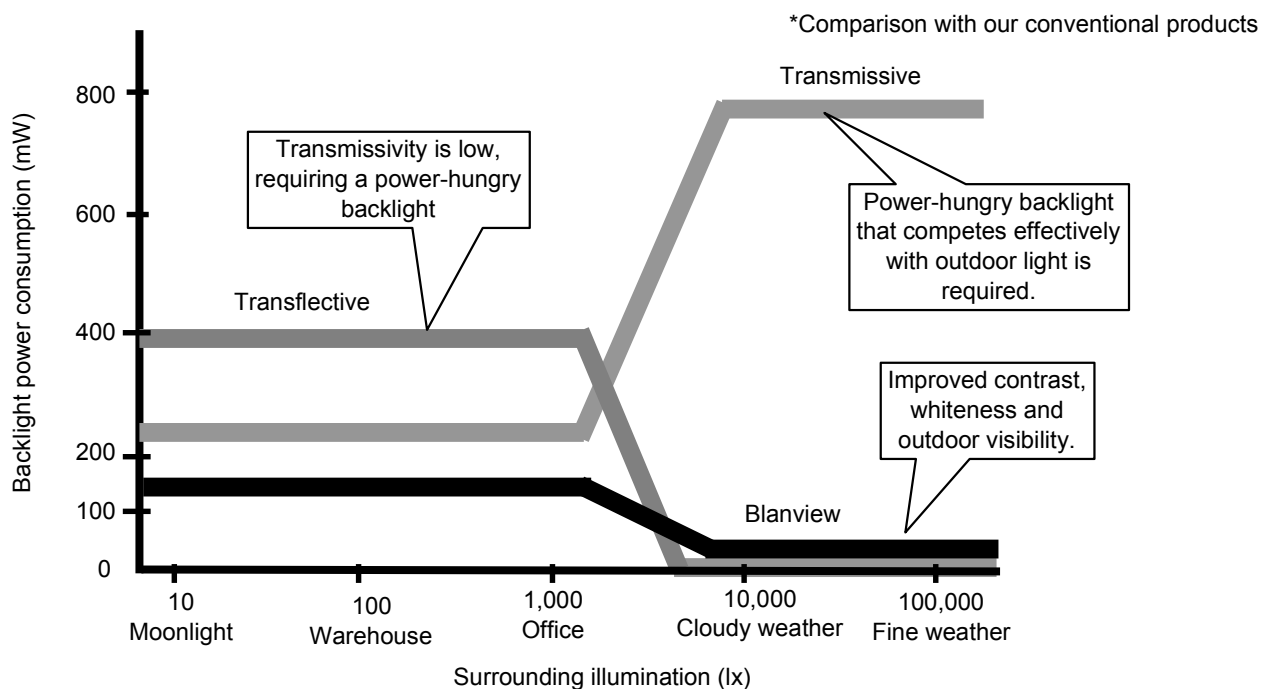 *Comparison with our conventional products
Transmissive
800
Transmissivity is low,
requiring a power-hungry
backlight
Power-hungry backlight
that competes effectively
with outdoor light is
required.
600
Backlight power consumption (mW)
Transflective
400
Improved contrast,
whiteness and
outdoor visibility.
200
100
Blanview
0
10
100
1,000
10,000
100,000
Moonlight
Warehouse
Office
Cloudy weather
Fine weather
Surrounding illumination (lx)